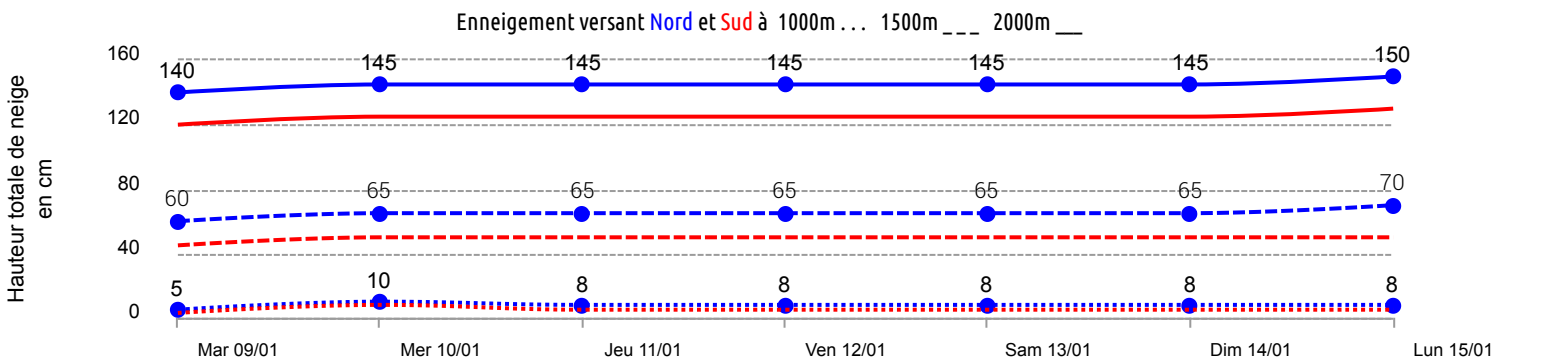 Enneigement versant Nord et Sud à 1000m . . . 1500m _ _ _ 2000m __
Hauteur totale de neige
en cm
160
120
80
40
0
140 145 145 145 145 145 150
60 65 65 65 65 65 70
5 10 8 8 8 8 8
Mar 09/01 Mer 10/01 Jeu 11/01 Ven 12/01 Sam 13/01 Dim 14/01 Lun 15/01